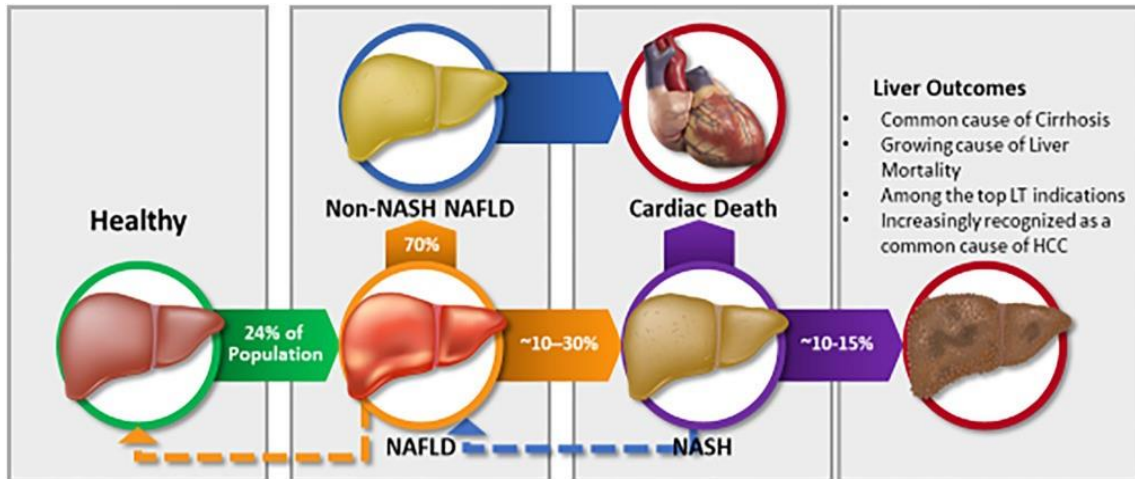 Healthy
24% of
Population
Non-NASH NAFLD
70%
NAFLD
~10–30%
Cardiac Death
NASH
~10-15%
Liver Outcomes
• Common cause of Cirrhosis
• Growing cause of Liver
Mortality
• Among the top LT indications
• Increasingly recognized as a
common cause of HCC